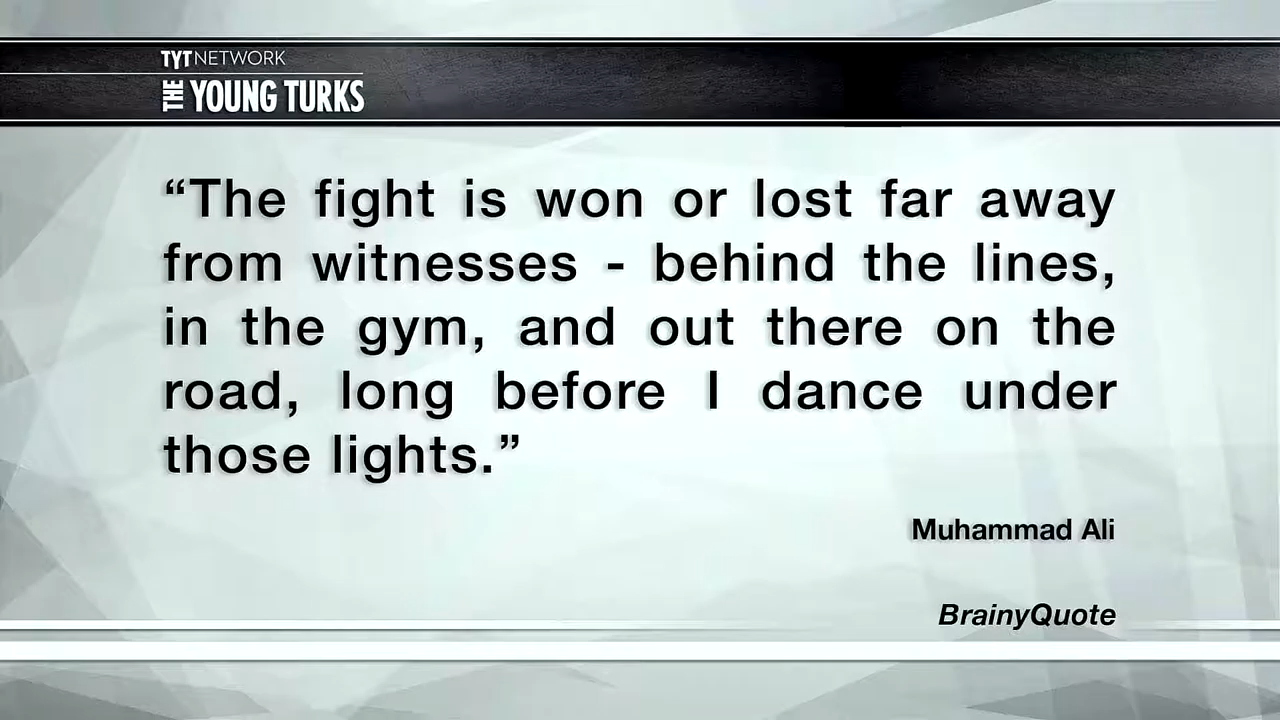 TYT NETWORK
THE YOUNG TURKS
“The fight is won or lost far away
from witnesses - behind the lines,
in the gym, and out there on the
road, long before I dance under
those lights.”
Muhammad Ali
BrainyQuote